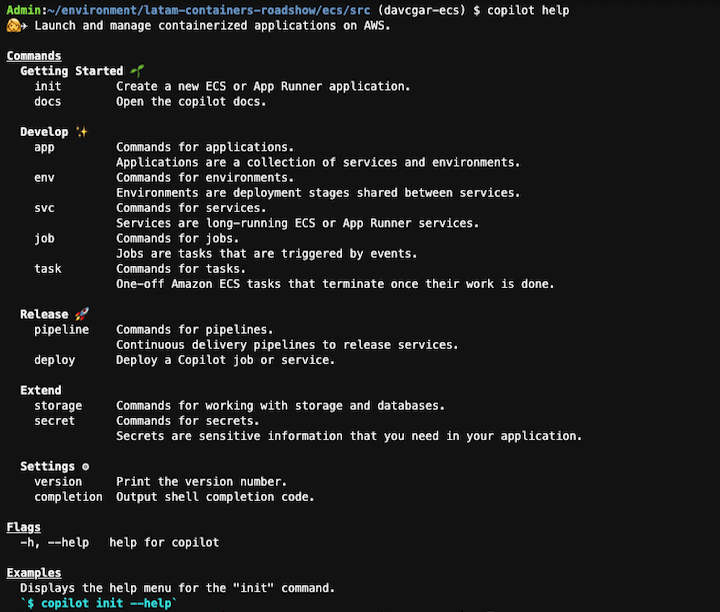 Admin:~/environment/latam-containers-roadshow/ecs/src (davcgar-ecs) $ copilot help
👩‍✈️ Launch and manage containerized applications on AWS.

Commands
  Getting Started 🌱
    init        Create a new ECS or App Runner application.
    docs        Open the copilot docs.

  Develop ✨
    app         Commands for applications.
                Applications are a collection of services and environments.
    env         Commands for environments.
                Environments are deployment stages shared between services.
    svc         Commands for services.
                Services are long-running ECS or App Runner services.
    job         Commands for jobs.
                Jobs are tasks that are triggered by events.
    task        Commands for tasks.
                One-off Amazon ECS tasks that terminate once their work is done.

  Release 🚀
    pipeline    Commands for pipelines.
                Continuous delivery pipelines to release services.
    deploy      Deploy a Copilot job or service.

  Extend
    storage     Commands for working with storage and databases.
    secret      Commands for secrets.
                Secrets are sensitive information that you need in your application.

  Settings ⚙
    version     Print the version number.
    completion  Output shell completion code.

Flags
  -h, --help   help for copilot

Examples
  Displays the help menu for the "init" command.
  `$ copilot init --help`